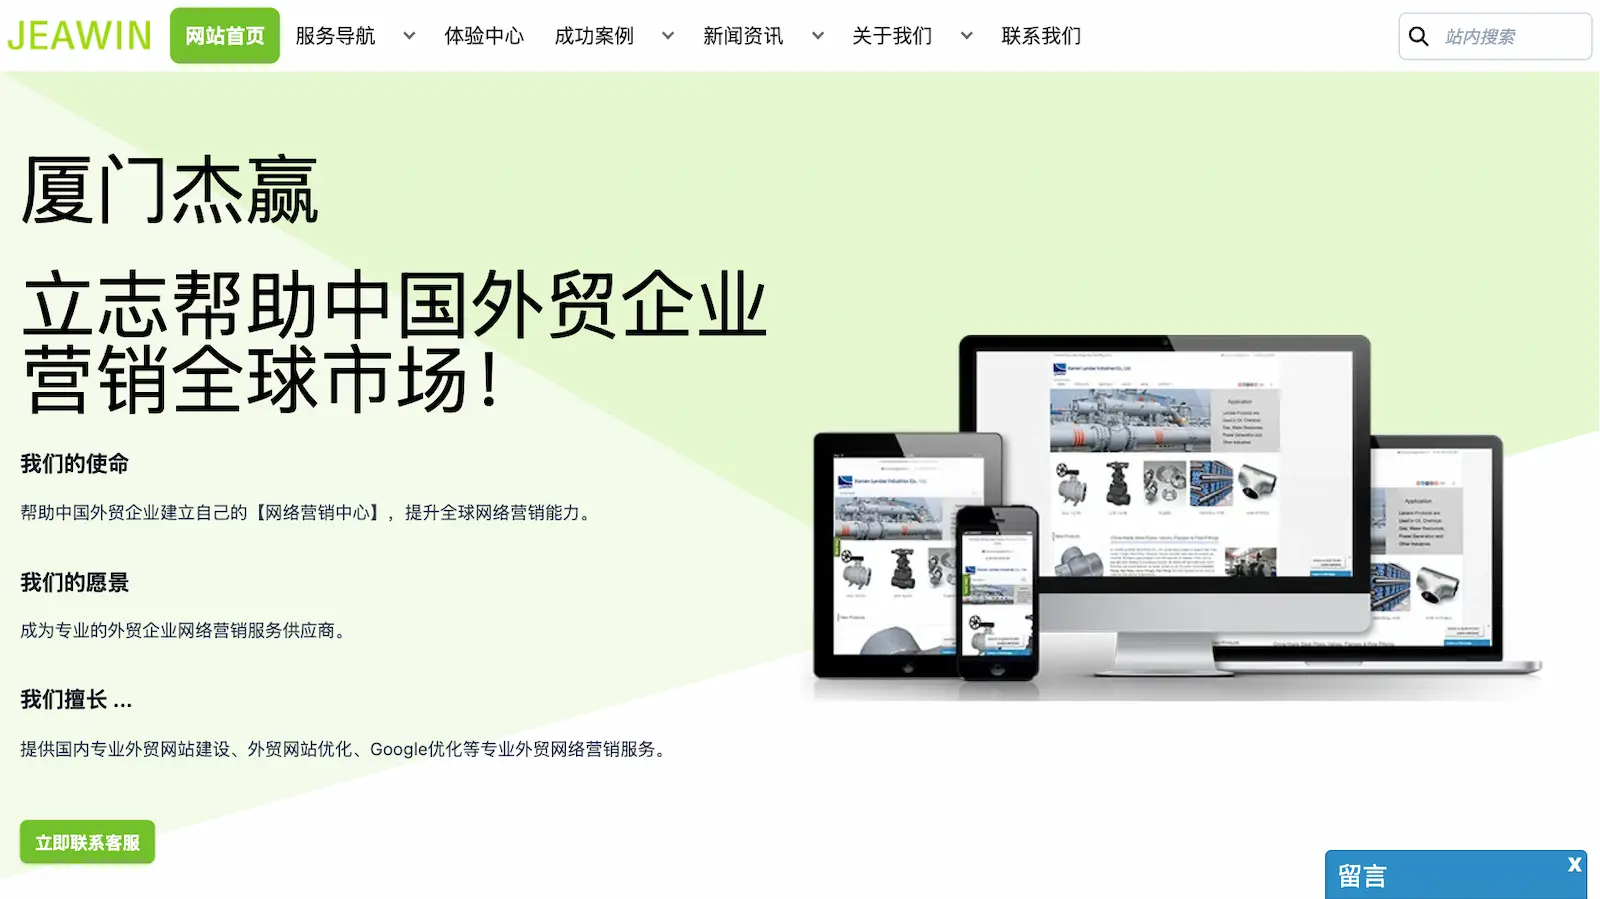 JEAWIN 网站首页 服务导航 体验中心 成功案例 新闻资讯 关于我们 联系我们 站内搜索
厦门杰赢
立志帮助中国外贸企业
营销全球市场！
我们的使命
帮助中国外贸企业建立自己的【网络营销中心】，提升全球网络营销能力。
我们的愿景
成为专业的外贸企业网络营销服务供应商。
我们擅长 ...
提供国内专业外贸网站建设、外贸网站优化、Google优化等专业外贸网络营销服务。
立即联系客服
Application
Application
留言 X